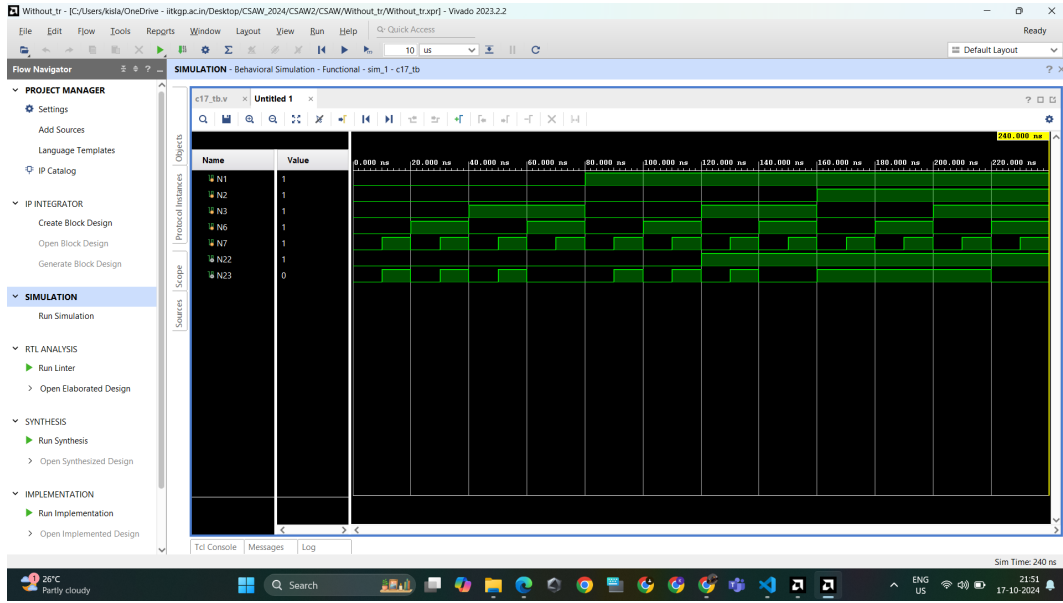 Without_tr - [C:/Users/kisla/OneDrive - iitkgp.ac.in/Desktop/CSAW_2024/CSAW2/CSAW/Without_tr/Without_tr.xpr] - Vivado 2023.2.2
File Edit Flow Tools Reports Window Layout View Run Help Q- Quick Access Ready
10 us Default Layout
Flow Navigator
SIMULATION - Behavioral Simulation - Functional - sim_1 - c17_tb
PROJECT MANAGER
Settings
Add Sources
Language Templates
IP Catalog
IP INTEGRATOR
Create Block Design
Open Block Design
Generate Block Design
SIMULATION
Run Simulation
RTL ANALYSIS
Run Linter
Open Elaborated Design
SYNTHESIS
Run Synthesis
Open Synthesized Design
IMPLEMENTATION
Run Implementation
Open Implemented Design
Objects
Protocol Instances
Scope
Sources
c17_tb.v Untitled 1
240.000 ns
Name Value
0.000 ns 20.000 ns 40.000 ns 60.000 ns 80.000 ns 100.000 ns 120.000 ns 140.000 ns 160.000 ns 180.000 ns 200.000 ns 220.000 ns
N1 1
N2 1
N3 1
N6 1
N7 1
N22 1
N23 0
Tcl Console Messages Log
Sim Time: 240 ns
1
26°C
Partly cloudy
Search
ENG
US
21:51
17-10-2024